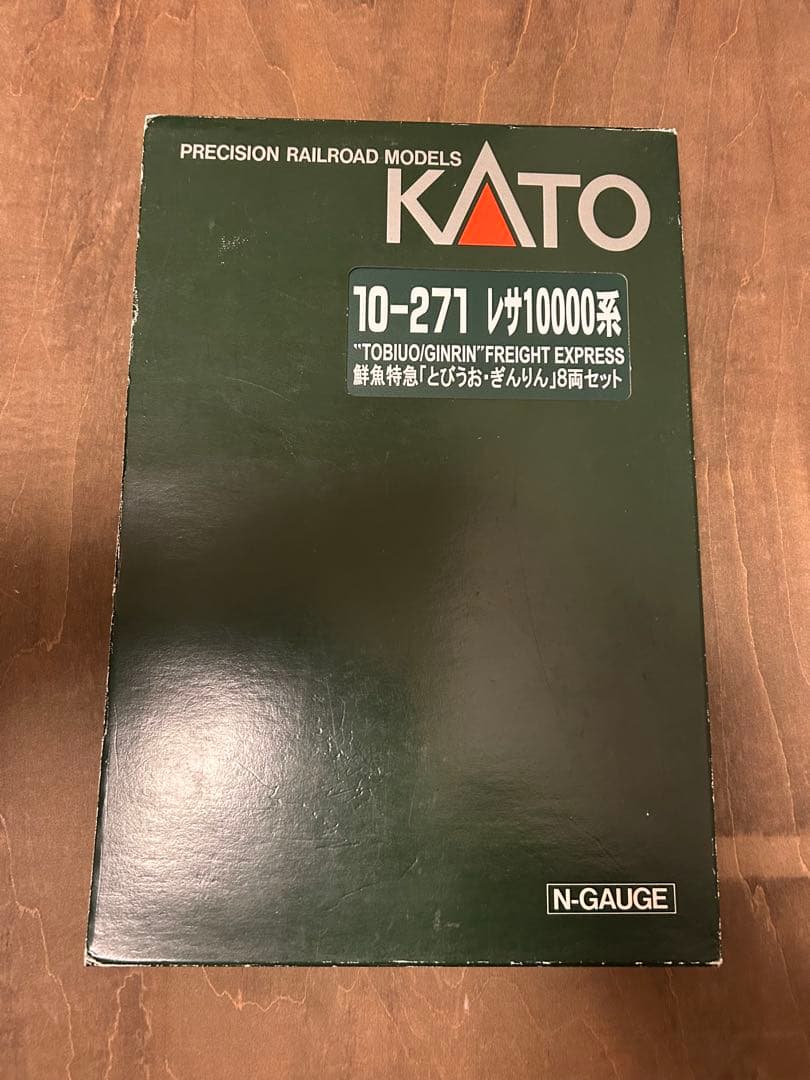 PRECISION RAILROAD MODELS
KATO
10-271 レサ10000系
"TOBIUO/GINRIN"FREIGHT EXPRESS
鮮魚特急「とびうお・ぎんりん」8両セット
N-GAUGE